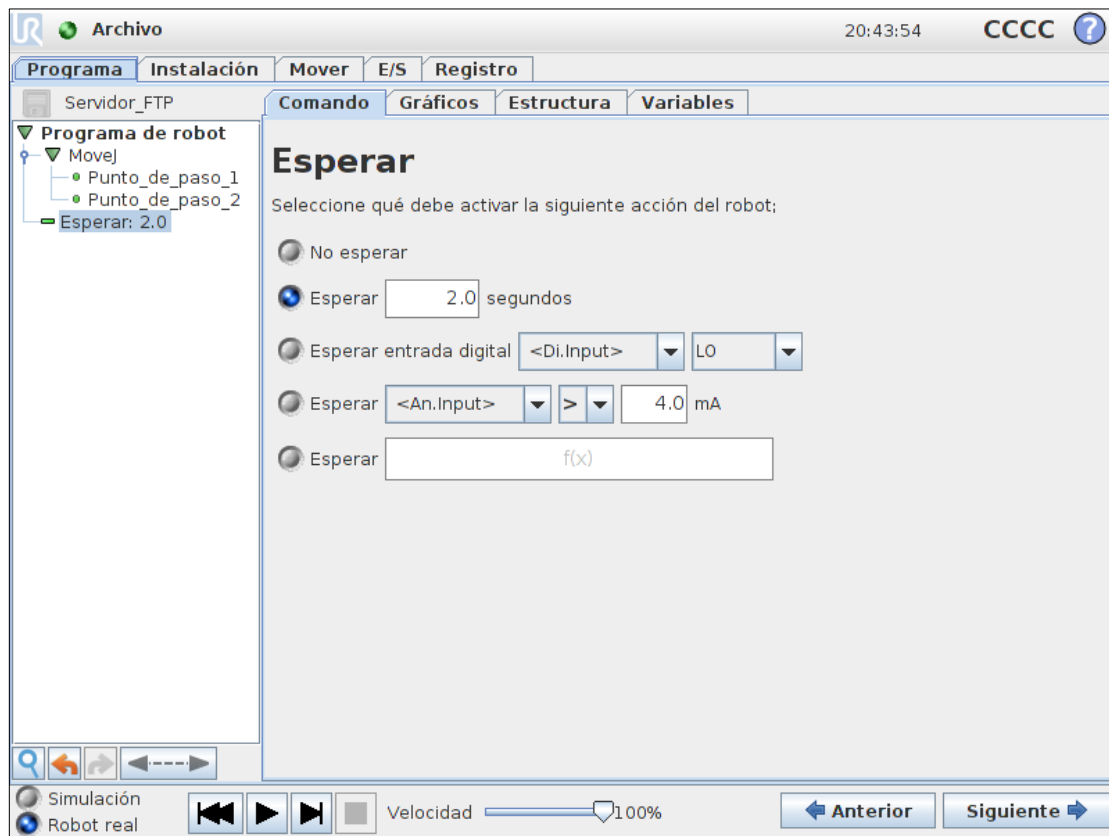 UR Archivo 20:43:54 CCCC ?
Programa Instalación Mover E/S Registro
Servidor_FTP
Comando Gráficos Estructura Variables
Programa de robot
MoveJ
Punto_de_paso_1
Punto_de_paso_2
Esperar: 2.0
Esperar
Seleccione qué debe activar la siguiente acción del robot;
No esperar
Esperar 2.0 segundos
Esperar entrada digital <Di.Input> LO
Esperar <An.Input> > 4.0 mA
Esperar f(x)
Simulación
Robot real
Velocidad 100%
Anterior Siguiente